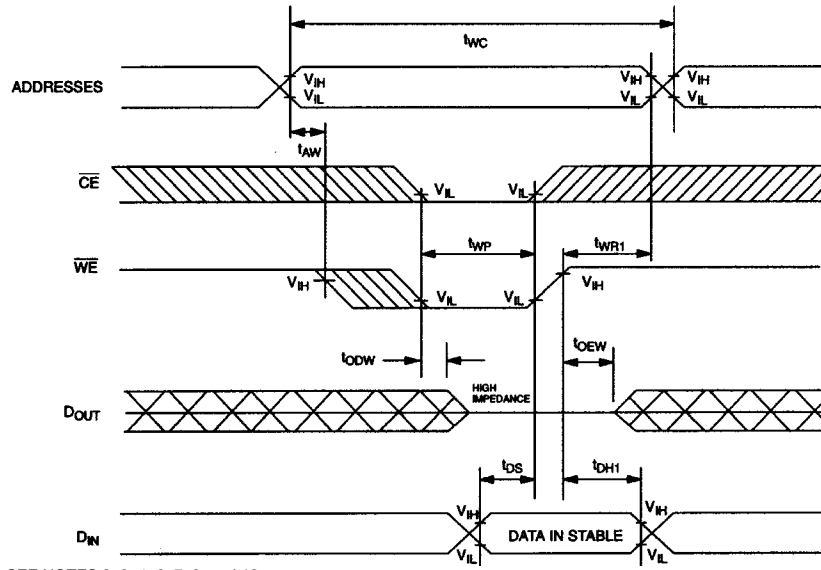 tWC
ADDRESSES
VIH
VIL
VIH
VIL
VIH
VIL
tAW
CE
VIL
VIL
tWP
tWR1
WE
VIH
VIL
VIL
VIH
tODW
tOEW
HIGH
IMPEDANCE
DOUT
tDS
tDH1
VIH
VIH
DIN
DATA IN STABLE
VIL
VIL